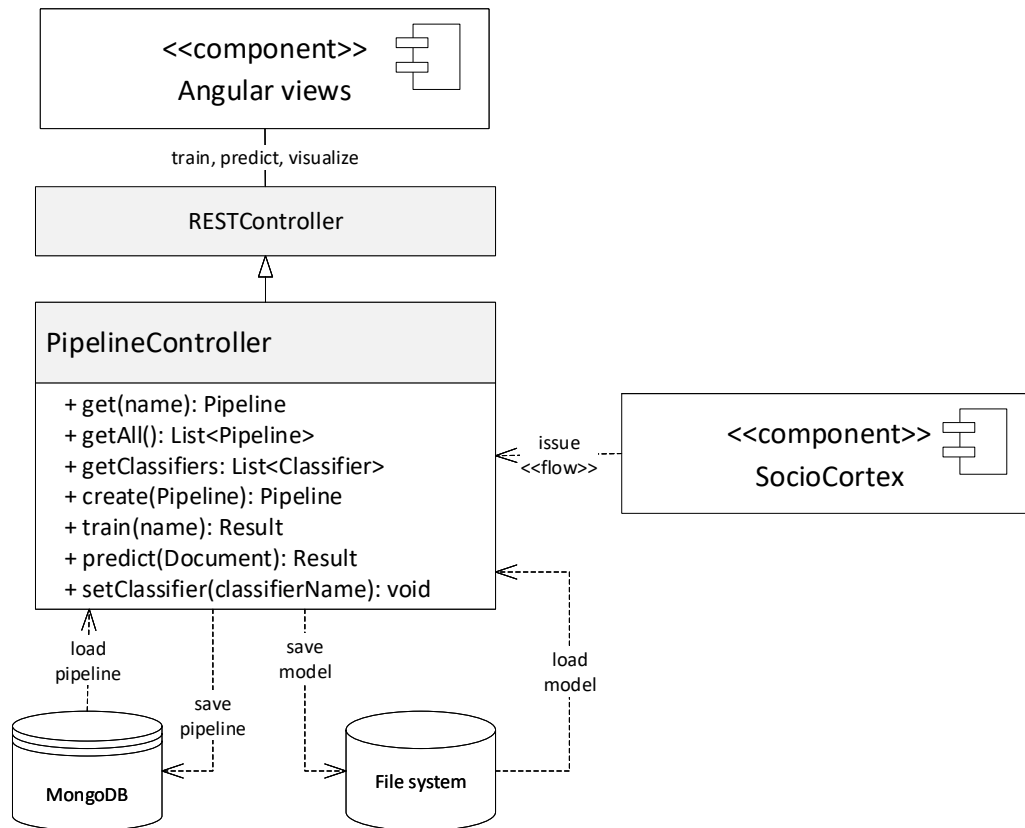 <<component>>
Angular views
train, predict, visualize
RESTController
PipelineController
+ get(name): Pipeline
+ getAll(): List<Pipeline>
+ getClassifiers: List<Classifier>
+ create(Pipeline): Pipeline
+ train(name): Result
+ predict(Document): Result
+ setClassifier(classifierName): void
issue
<<flow>>
<<component>>
SocioCortex
load
pipeline
save
pipeline
save
model
load
model
MongoDB
File system